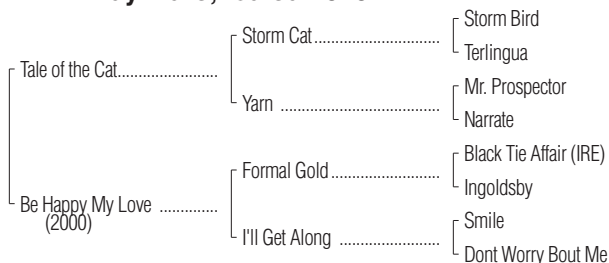 Storm Bird
Storm Cat
Terlingua
Tale of the Cat
Mr. Prospector
Yarn
Narrate
Black Tie Affair (IRE)
Formal Gold
Ingoldsby
Be Happy My Love
(2000)
Smile
I'll Get Along
Dont Worry Bout Me